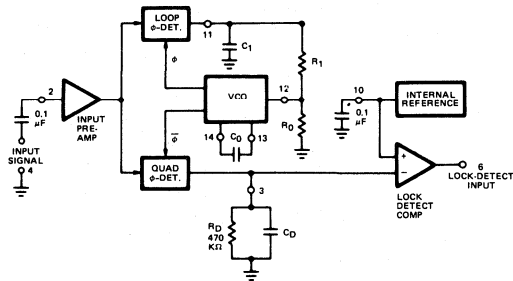 LOOP
ϕ-DET.
11
C1
R1
ϕ
VCO
12
2
10
INTERNAL
REFERENCE
0.1
μF
INPUT
PRE-
AMP
0.1
μF
R0
14
C0
13
ϕ̅
INPUT
SIGNAL
4
QUAD
ϕ-DET.
+
−
6
LOCK-DETECT
INPUT
3
LOCK
DETECT
COMP
RD
470
KΩ
CD